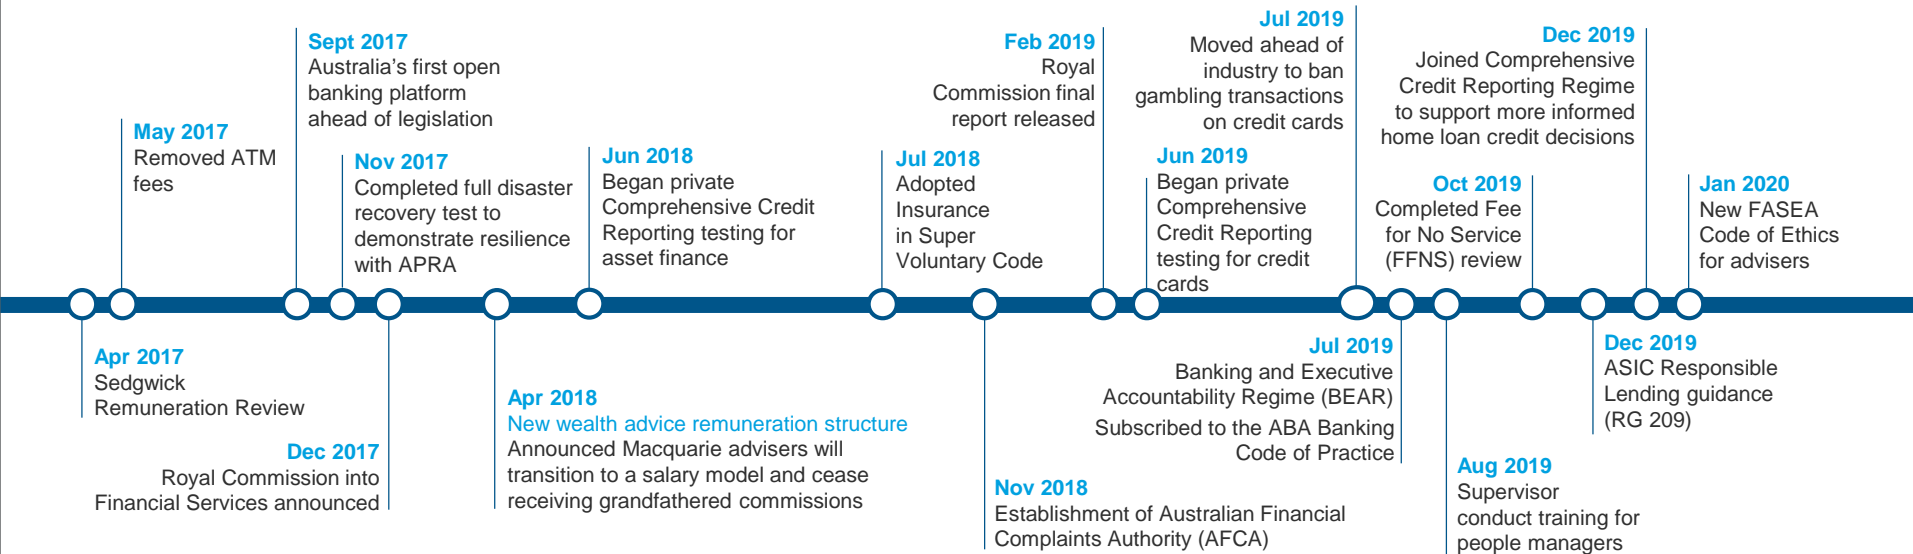 Apr 2017
Sedgwick
Remuneration Review
May 2017
Removed ATM
fees
Sept 2017
Australia's first open
banking platform
ahead of legislation
Nov 2017
Completed full disaster
recovery test to
demonstrate resilience
with APRA
Dec 2017
Royal Commission into
Financial Services announced
Apr 2018
New wealth advice remuneration structure
Announced Macquarie advisers will
transition to a salary model and cease
receiving grandfathered commissions
Jun 2018
Began private
Comprehensive Credit
Reporting testing for
asset finance
Jul 2018
Adopted
Insurance
in Super
Voluntary Code
Nov 2018
Establishment of Australian Financial
Complaints Authority (AFCA)
Feb 2019
Royal
Commission final
report released
Jun 2019
Began private
Comprehensive
Credit Reporting
testing for credit
cards
Jul 2019
Moved ahead of
industry to ban
gambling transactions
on credit cards
Jul 2019
Banking and Executive
Accountability Regime (BEAR)
Subscribed to the ABA Banking
Code of Practice
Aug 2019
Supervisor
conduct training for
people managers
Oct 2019
Completed Fee
for No Service
(FFNS) review
Dec 2019
ASIC Responsible
Lending guidance
(RG 209)
Dec 2019
Joined Comprehensive
Credit Reporting Regime
to support more informed
home loan credit decisions
Jan 2020
New FASEA
Code of Ethics
for advisers